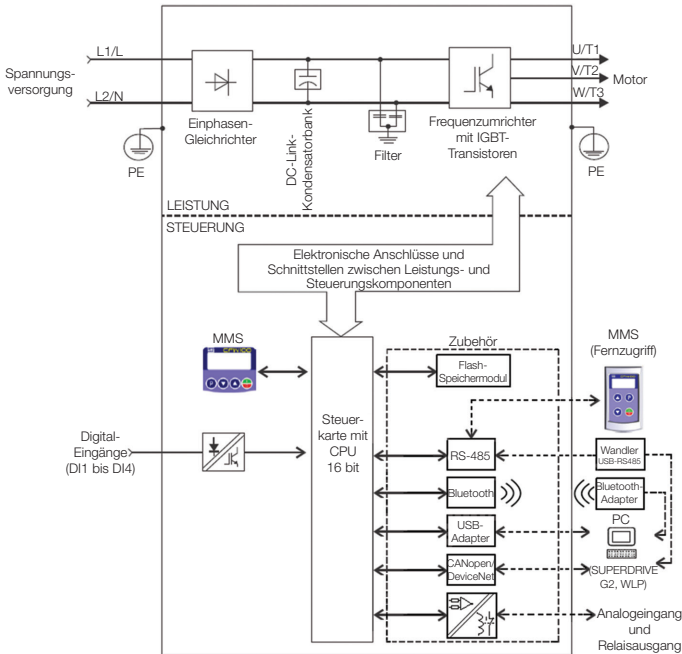 L1/L
U/T1
Spannungs-
versorgung
V/T2
Motor
L2/N
W/T3
Einphasen-
Gleichrichter
DC-Link-
Kondensatorbank
Filter
Frequenzumrichter
mit IGBT-
Transistoren
PE
PE
LEISTUNG
STEUERUNG
Elektronische Anschlüsse und
Schnittstellen zwischen Leistungs- und
Steuerungskomponenten
MMS
Zubehör
MMS
(Fernzugriff)
Flash-
Speichermodul
Digital-
Eingänge
(DI1 bis DI4)
Steuer-
karte mit
CPU
16 bit
RS-485
Wandler
USB-RS485
Bluetooth
Bluetooth-
Adapter
USB-
Adapter
PC
CANopen/
DeviceNet
(SUPERDRIVE
G2, WLP)
Analogeingang
und
Relaisausgang